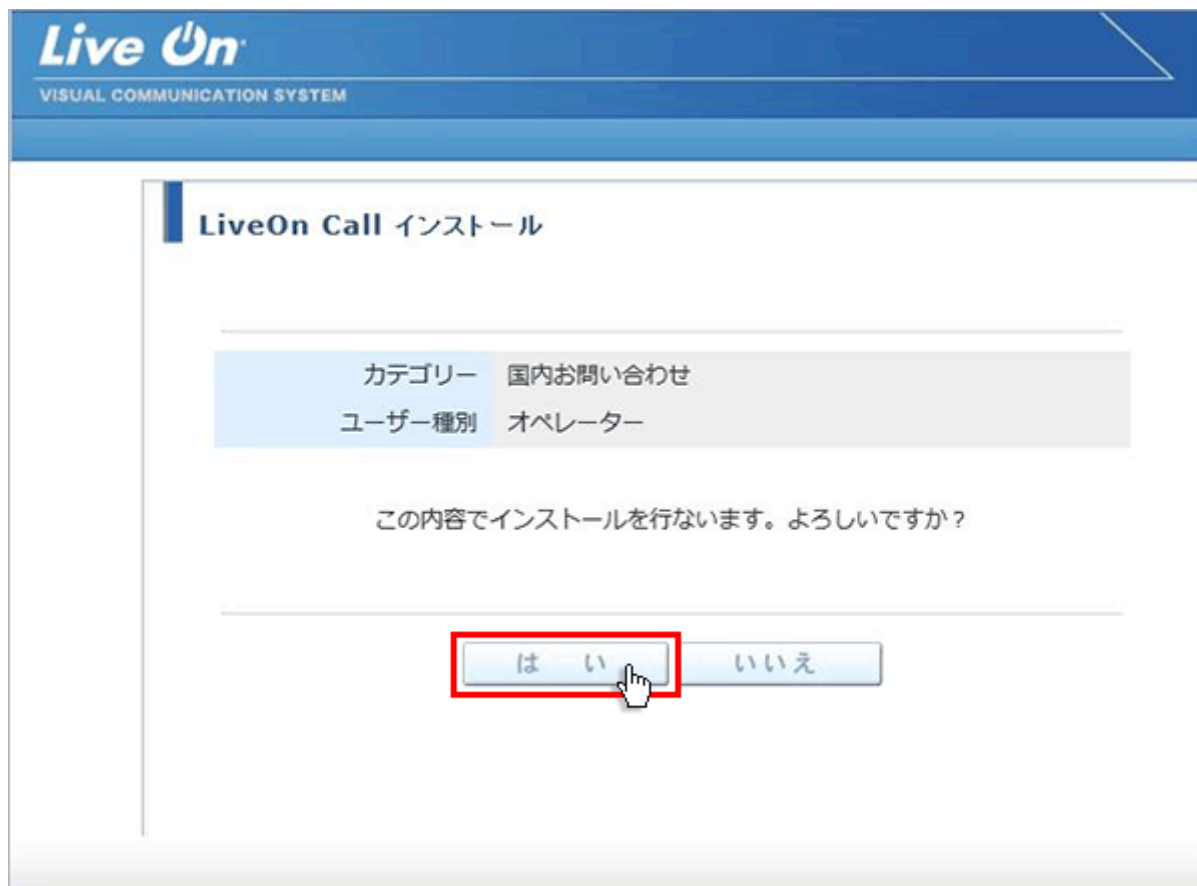 Live On
VISUAL COMMUNICATION SYSTEM
LiveOn Call インストール
カテゴリー 国内お問い合わせ
ユーザー種別 オペレーター
この内容でインストールを行ないます。よろしいですか？
はい いいえ